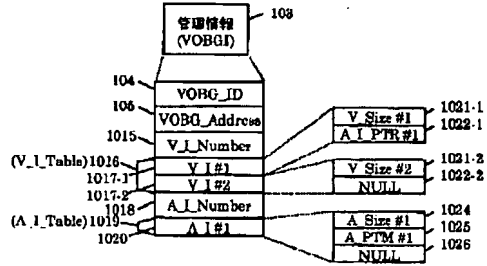 管理情報
(VOBGI)
103
104
VOBG_ID
105
VOBG_Address
1015
V_I_Number
(V_I_Table) 1016
1017-1
V_I#1
1017-2
V_I#2
1018
A_I_Number
(A_I_Table) 1019
1020
A_I#1
V_Size #1
1021-1
A_I_PTR#1
1022-1
V_Size #2
1021-2
NULL
1022-2
A_Size #1
1024
A_PTM #1
1025
NULL
1026